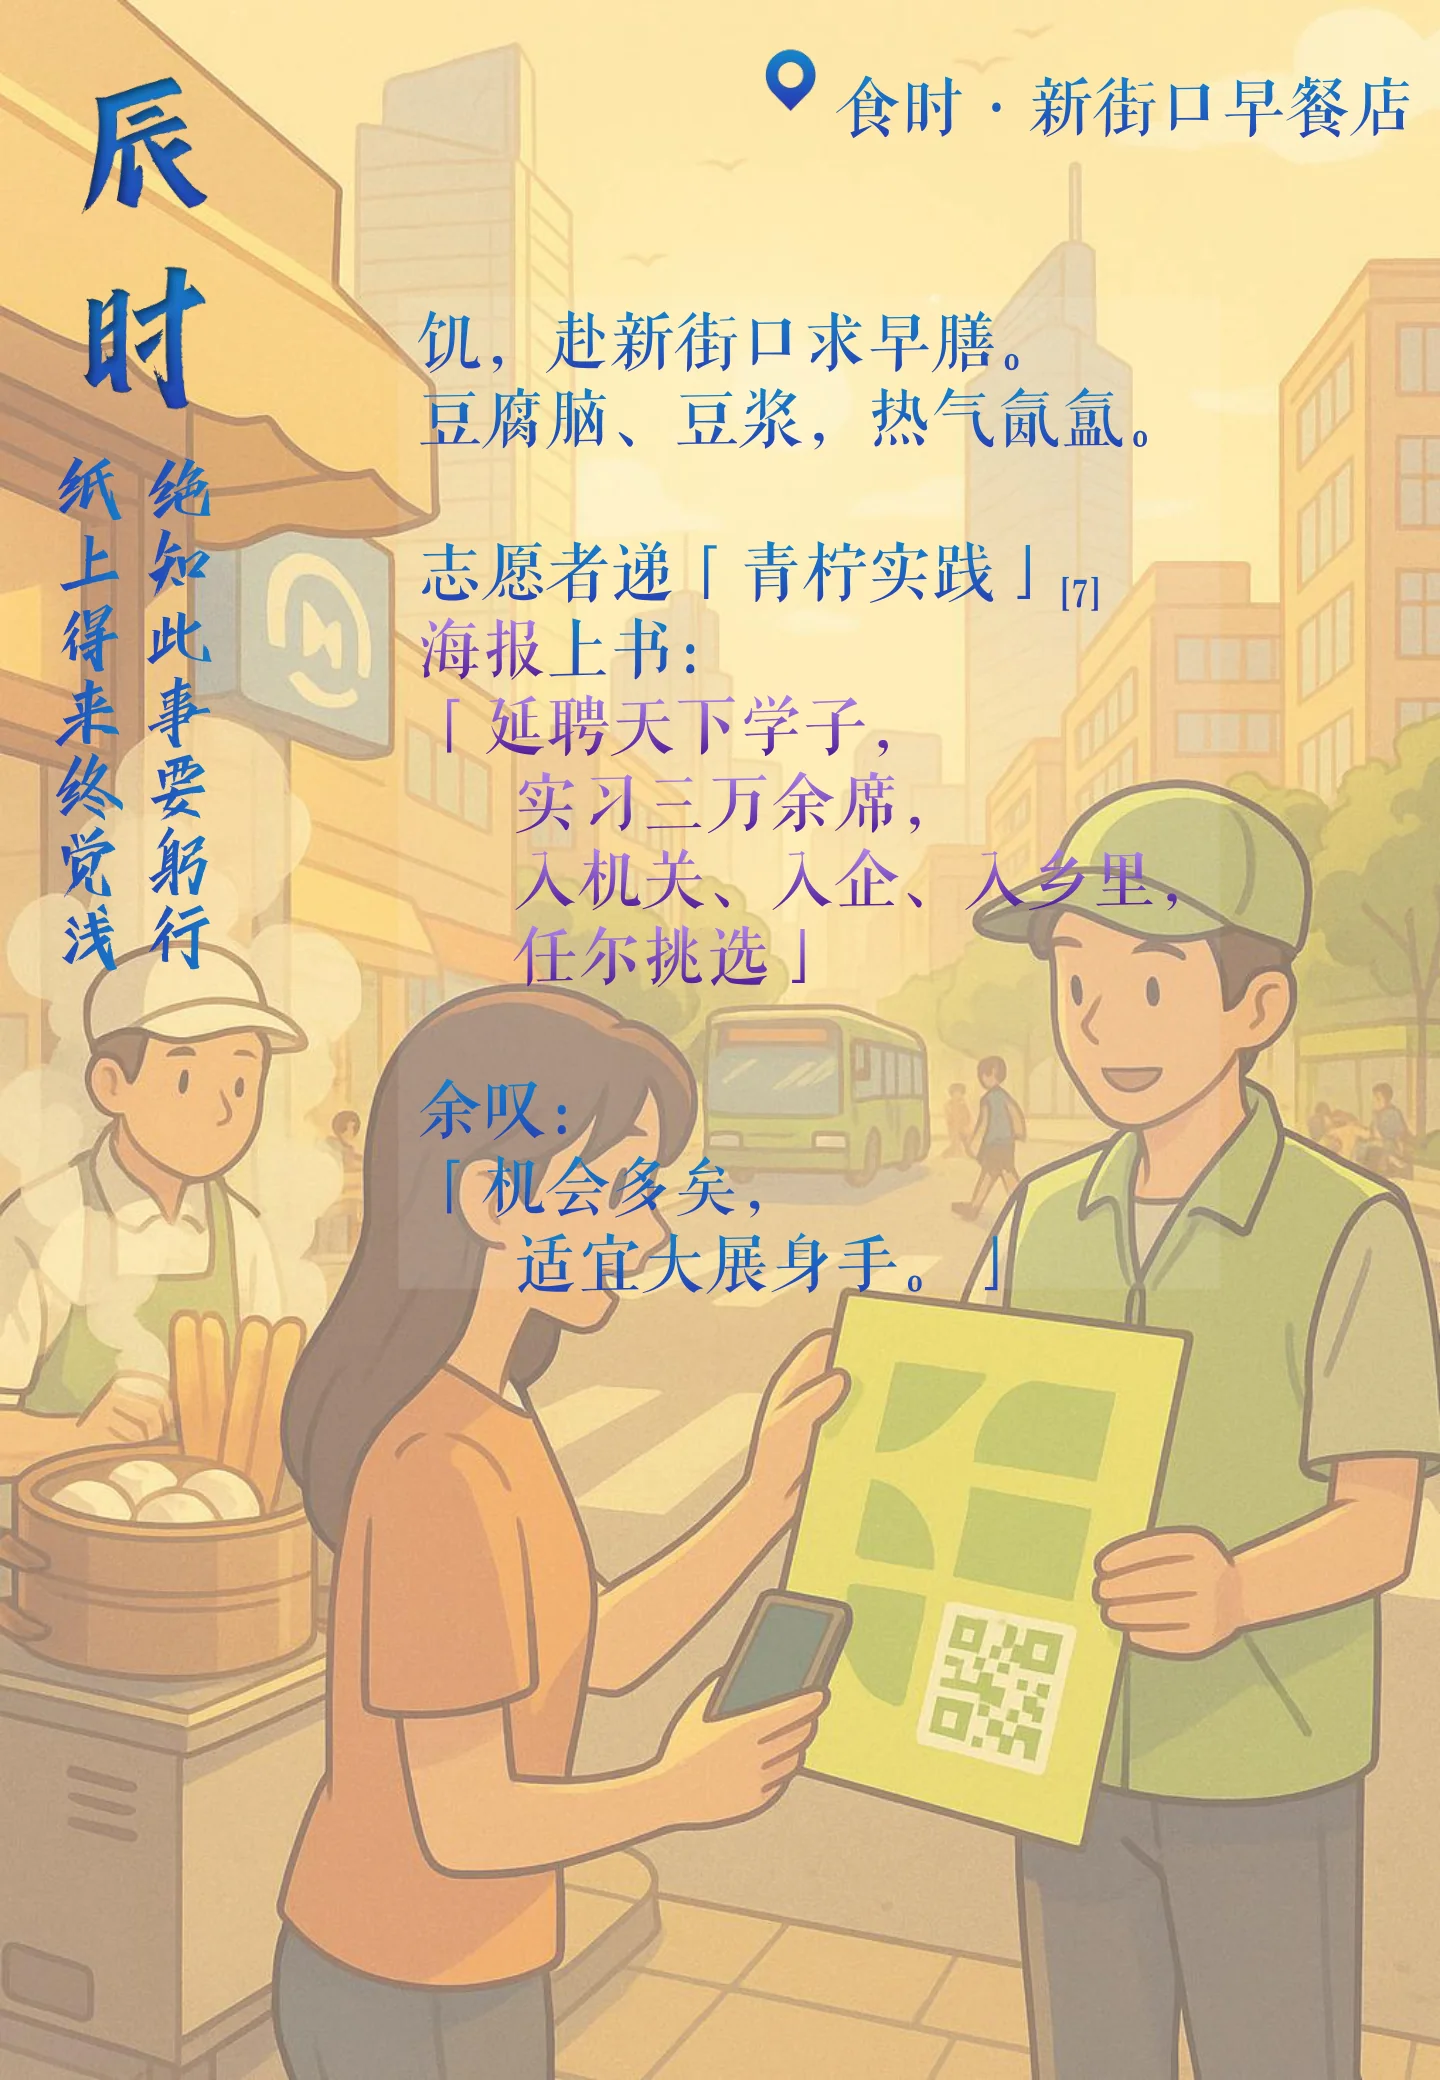 辰时
绝知此事要躬行
纸上得来终觉浅
食时·新街口早餐店
饥，赴新街口求早膳。
豆腐脑、豆浆，热气氤氲。
志愿者递「青柠实践」[7]
海报上书：
「延聘天下学子，
实习三万余席，
入机关、入企、入乡里，
任尔挑选」
余叹：
「机会多矣，
适宜大展身手。」